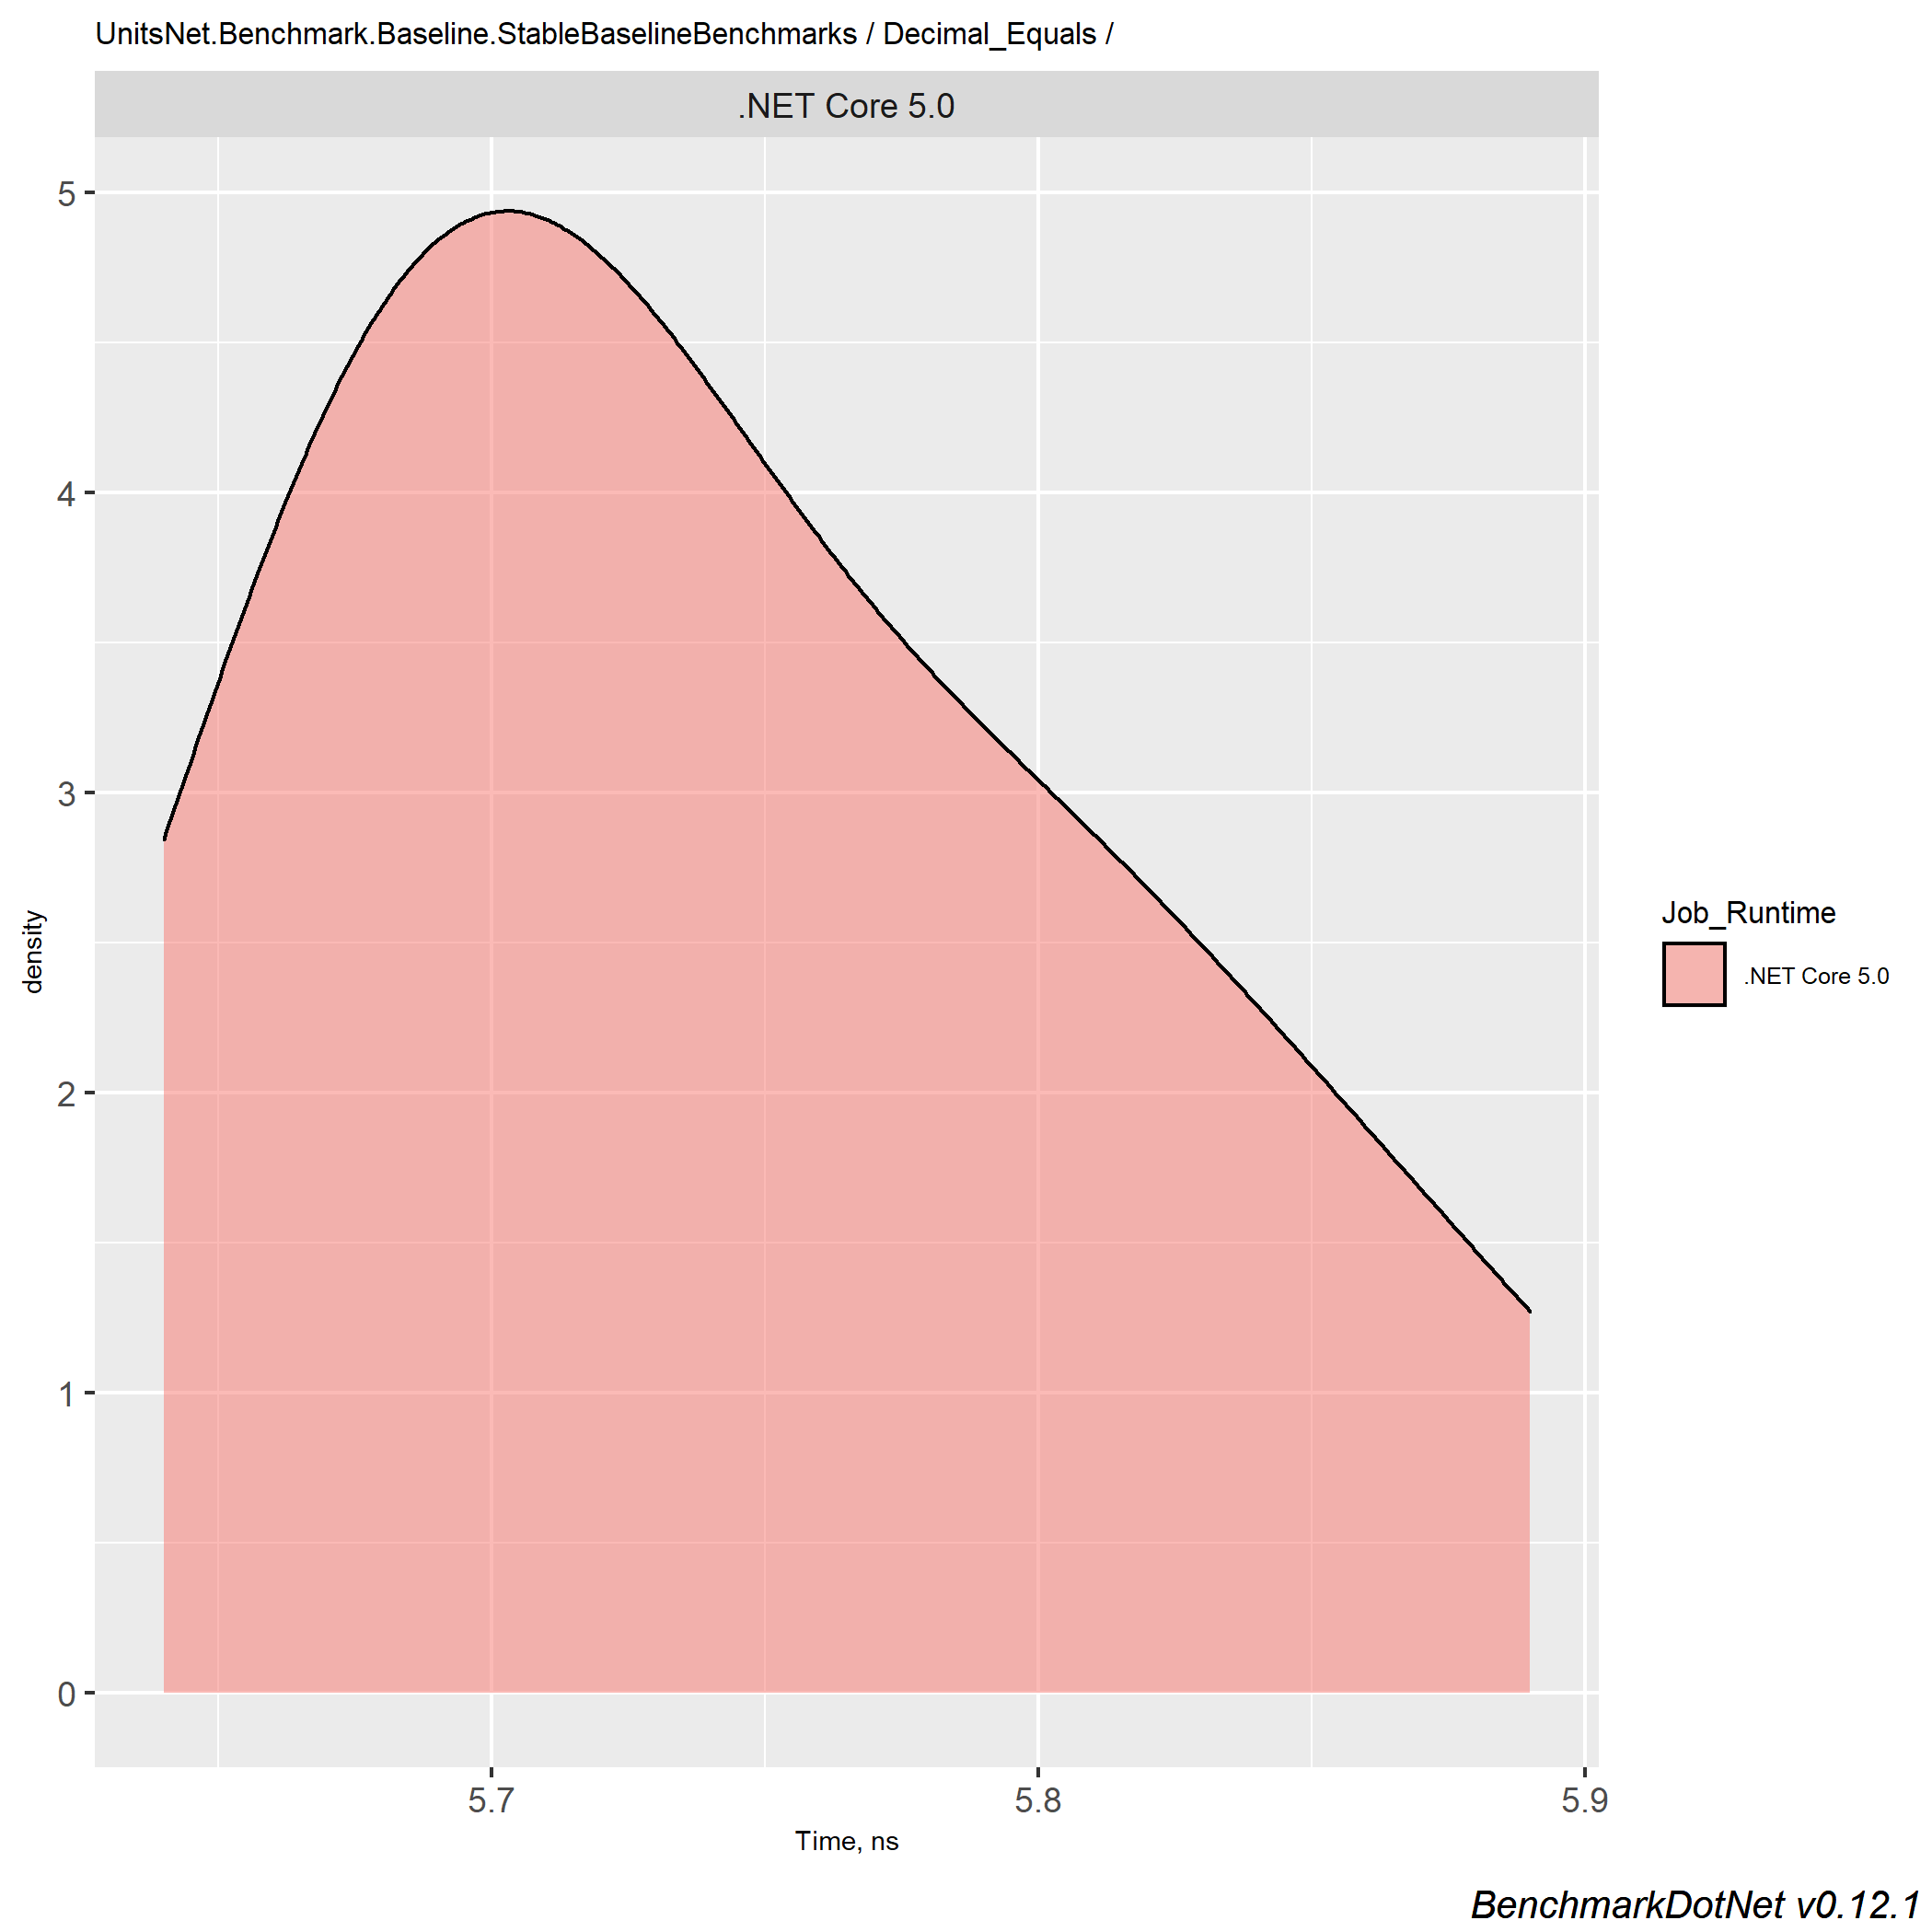 UnitsNet.Benchmark.Baseline.StableBaselineBenchmarks / Decimal_Equals /
.NET Core 5.0
5
4
3
2
1
0
density
5.7
5.8
5.9
Time, ns
Job_Runtime
.NET Core 5.0
BenchmarkDotNet v0.12.1